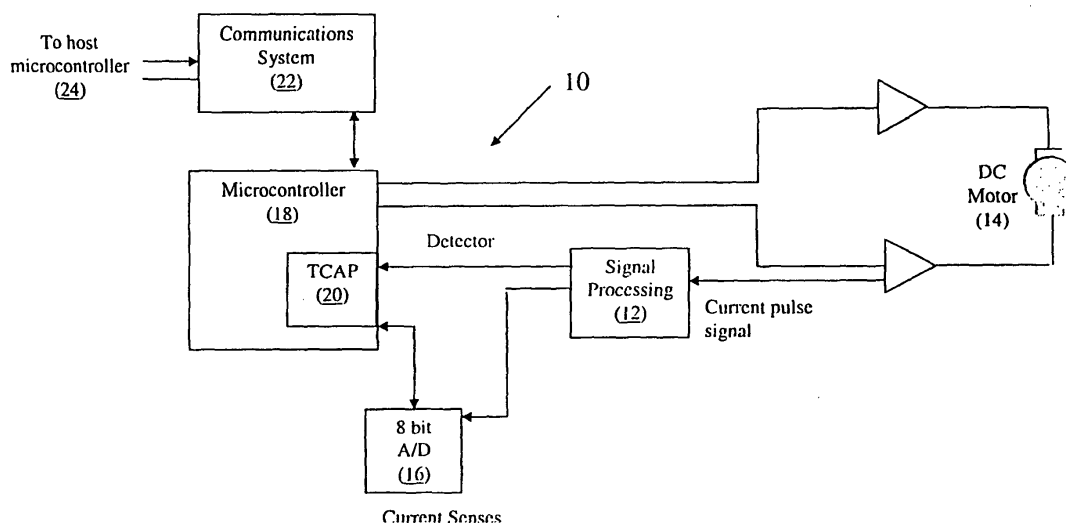 Communications
System
(22)
To host
microcontroller
(24)
10
Microcontroller
(18)
DC
Motor
(14)
Detector
TCAP
(20)
Signal
Processing
(12)
Current pulse
signal
8 bit
A/D
(16)
Current Senses